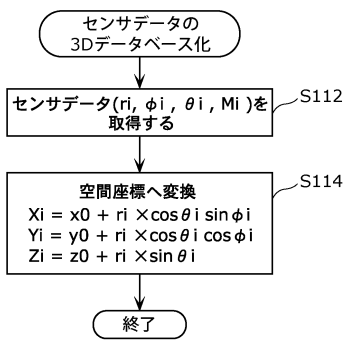 センサデータの
3Dデータベース化
センサデータ(ri, φi , θi , Mi )を
取得する
S112
空間座標へ変換
S114
Xi = x0 + ri ×cosθi sinφi
Yi = y0 + ri ×cosθi cosφi
Zi = z0 + ri ×sinθi
終了